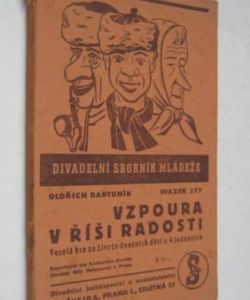 DIVADELNÍ SBORNÍK MLÁDEŽE
OLDŘICH BARTONÍK SVAZEK 177
VZPOURA
V ŘÍŠI RADOSTI
Veselá hra ze života dnešních dětí o 4 jednáních
Divadelní knihkupectví a nakladatelství
PRAHA I., CELETNÁ